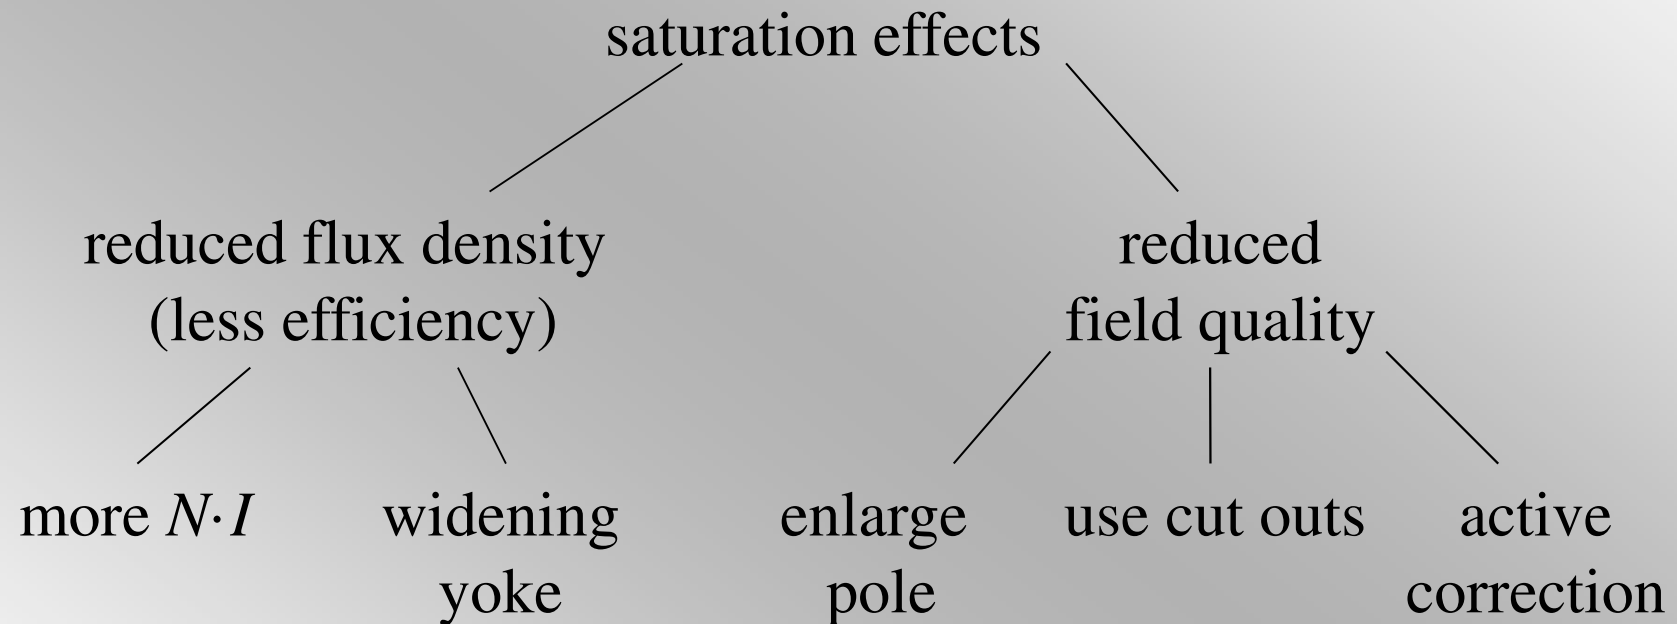 saturation effects
reduced flux density
(less efficiency)
reduced
field quality
more N·I
widening
yoke
enlarge
pole
use cut outs
active
correction